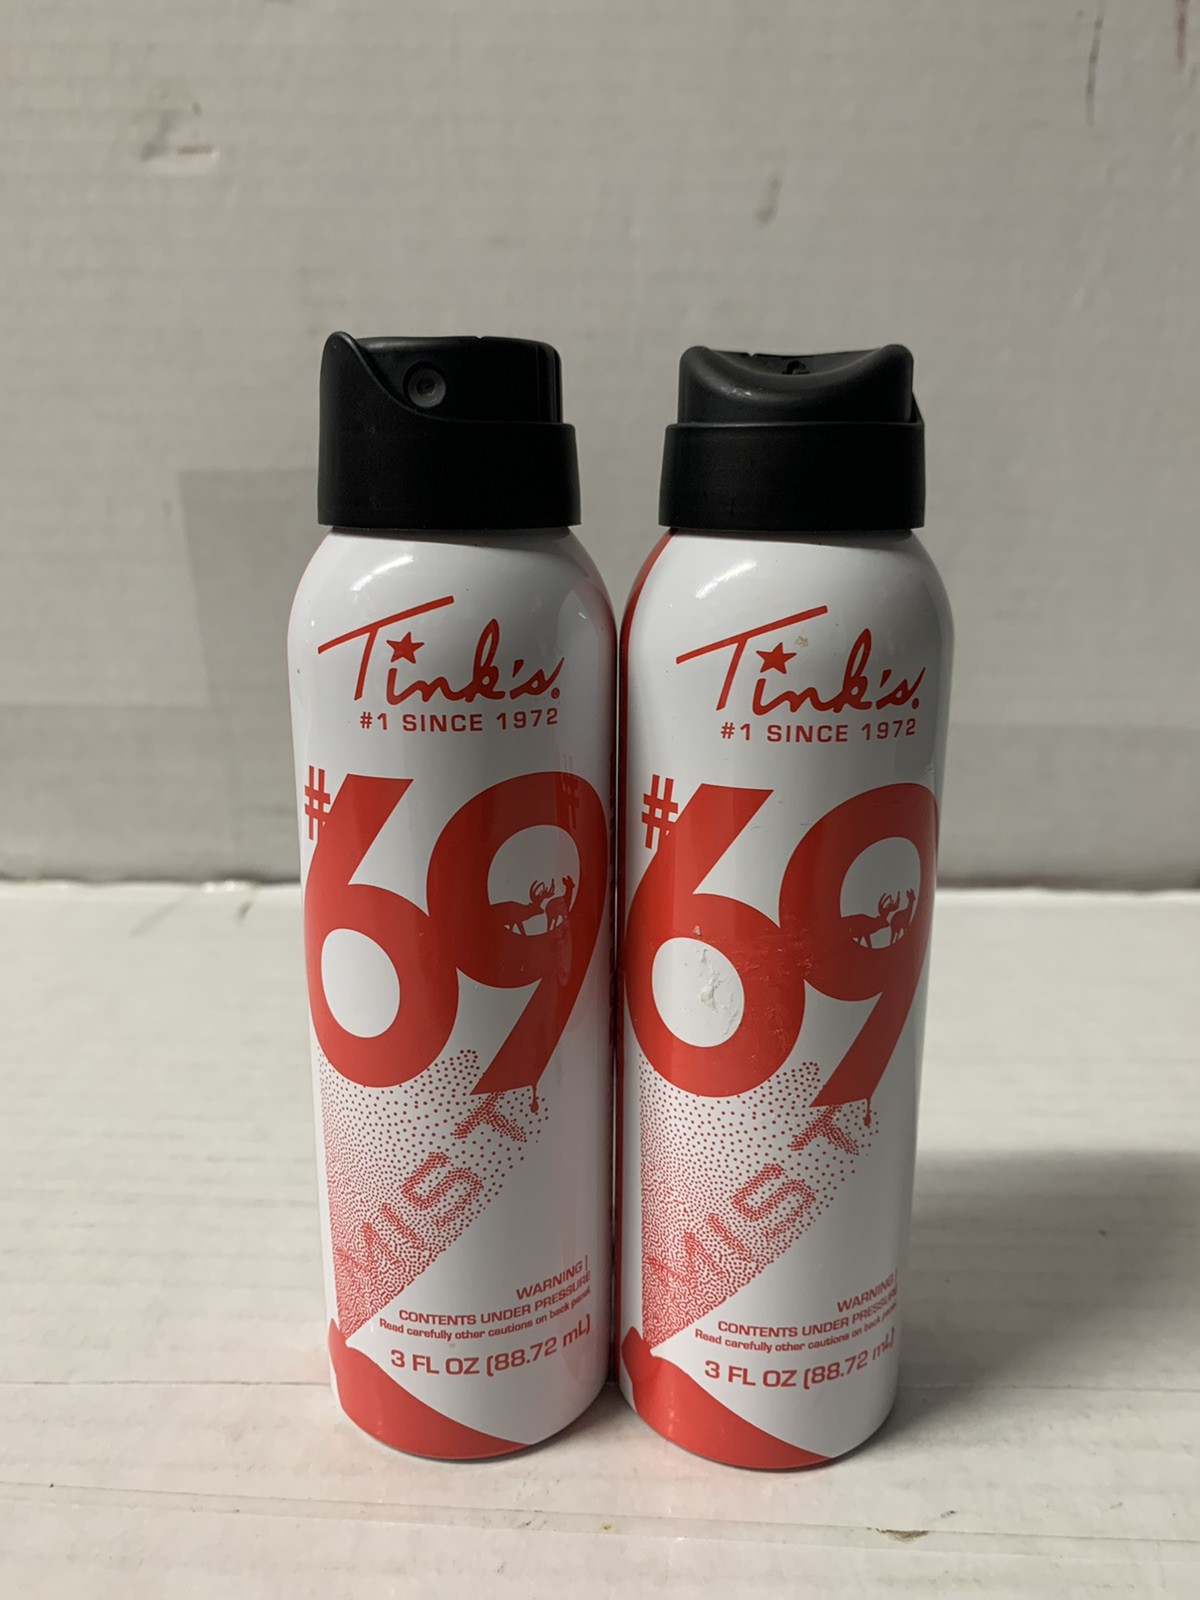 Tink's®
#1 SINCE 1972
#69
MIST
WARNING
CONTENTS UNDER PRESSURE
Read carefully other cautions on back panel.
3 FL OZ (88.72 mL)
Tink's®
#1 SINCE 1972
#69
MIST
WARNING
CONTENTS UNDER PRESSURE
Read carefully other cautions on back panel.
3 FL OZ (88.72 mL)